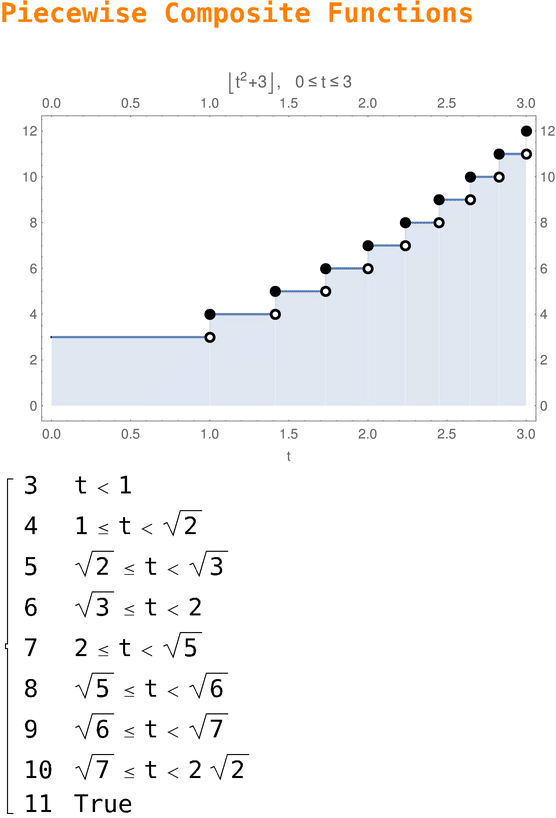 Piecewise Composite Functions
⌊t²+3⌋, 0 ≤ t ≤ 3
0.0 0.5 1.0 1.5 2.0 2.5 3.0
12 12
10 10
8 8
6 6
4 4
2 2
0 0
0.0 0.5 1.0 1.5 2.0 2.5 3.0
t
3 t < 1
4 1 ≤ t < √2
5 √2 ≤ t < √3
6 √3 ≤ t < 2
7 2 ≤ t < √5
8 √5 ≤ t < √6
9 √6 ≤ t < √7
10 √7 ≤ t < 2 √2
11 True